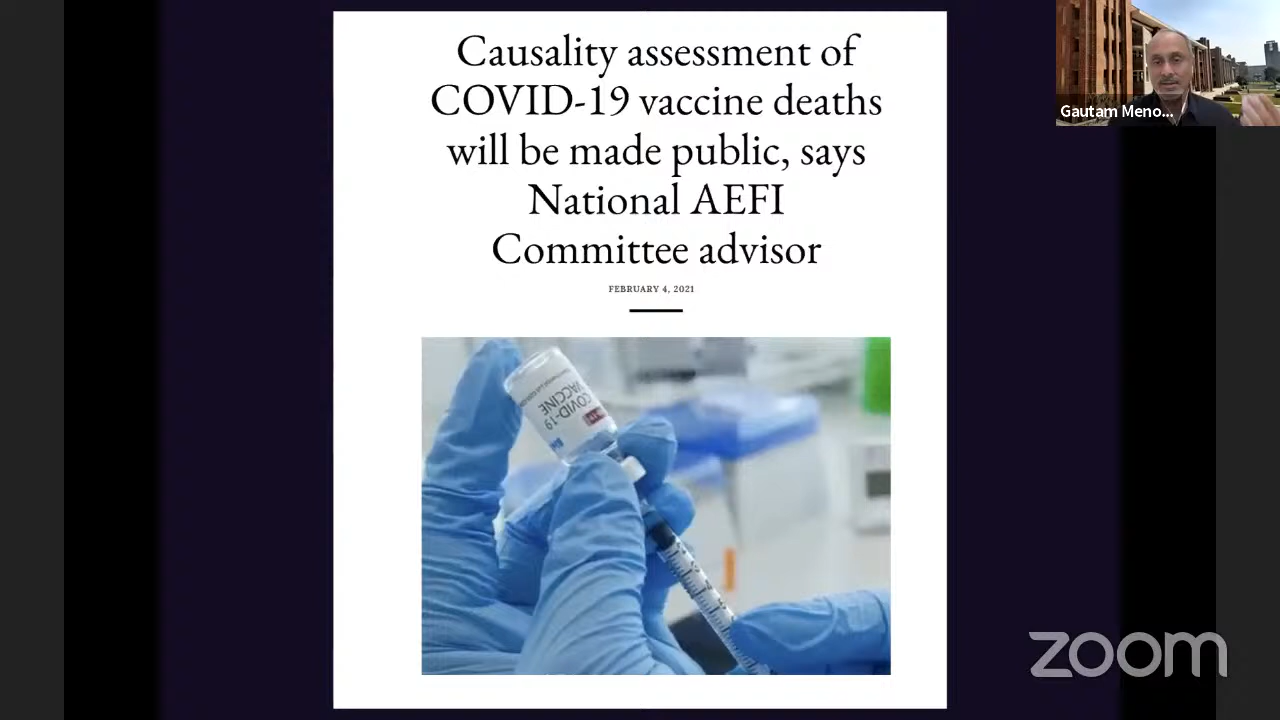 Causality assessment of
COVID-19 vaccine deaths
will be made public, says
National AEFI
Committee advisor
FEBRUARY 4, 2021
COVID-19
VACCINE
Gautam Meno...
zoom